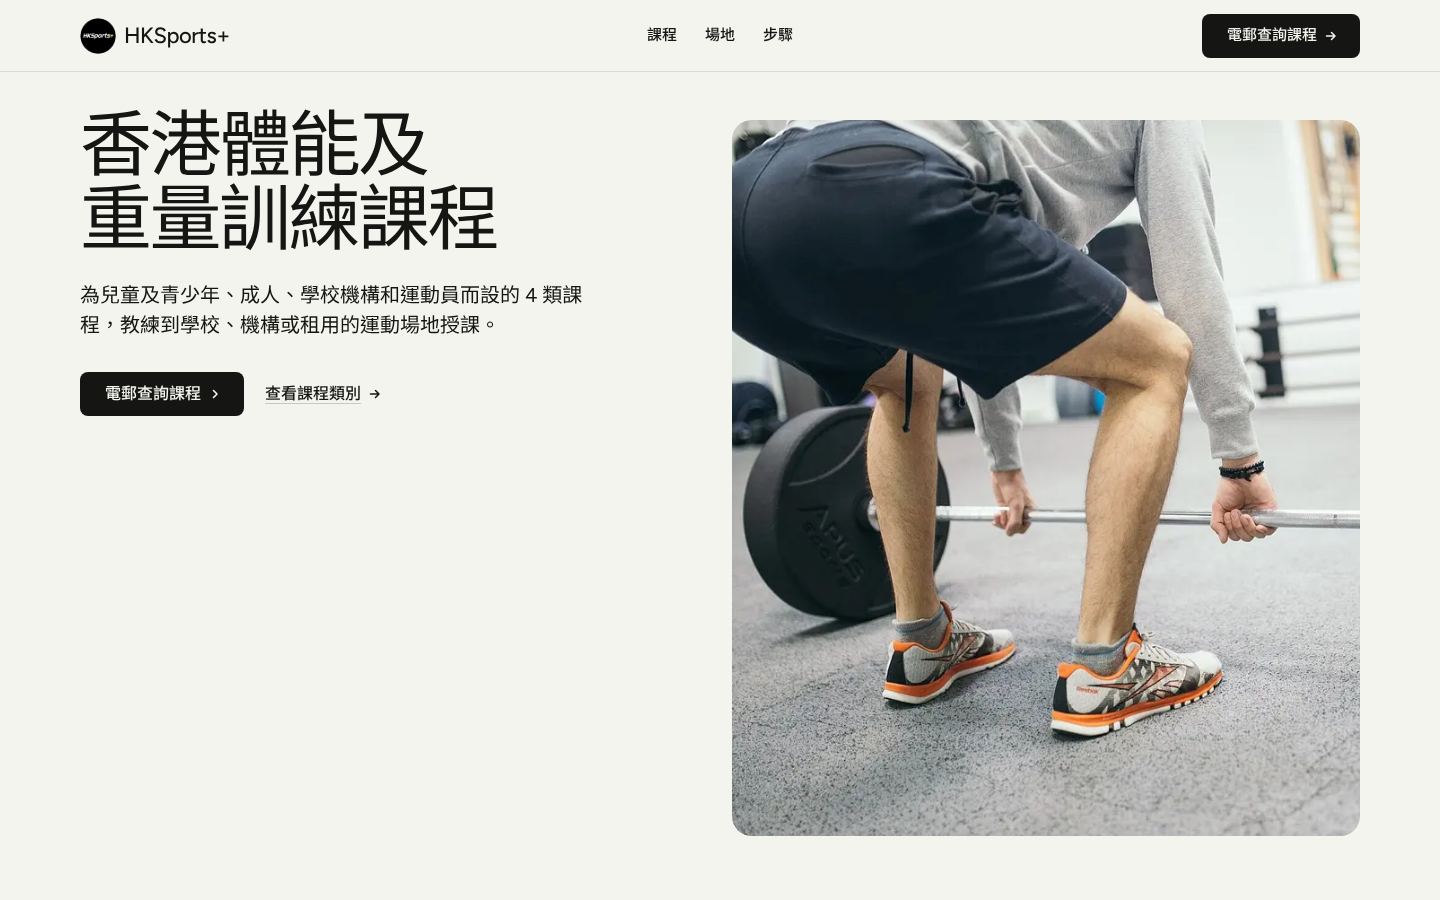 HKSports+
HKSports+
課程
場地
步驟
電郵查詢課程
香港體能及
重量訓練課程
為兒童及青少年、成人、學校機構和運動員而設的 4 類課
程，教練到學校、機構或租用的運動場地授課。
電郵查詢課程
查看課程類別
APUS
SPORTS
Reebok